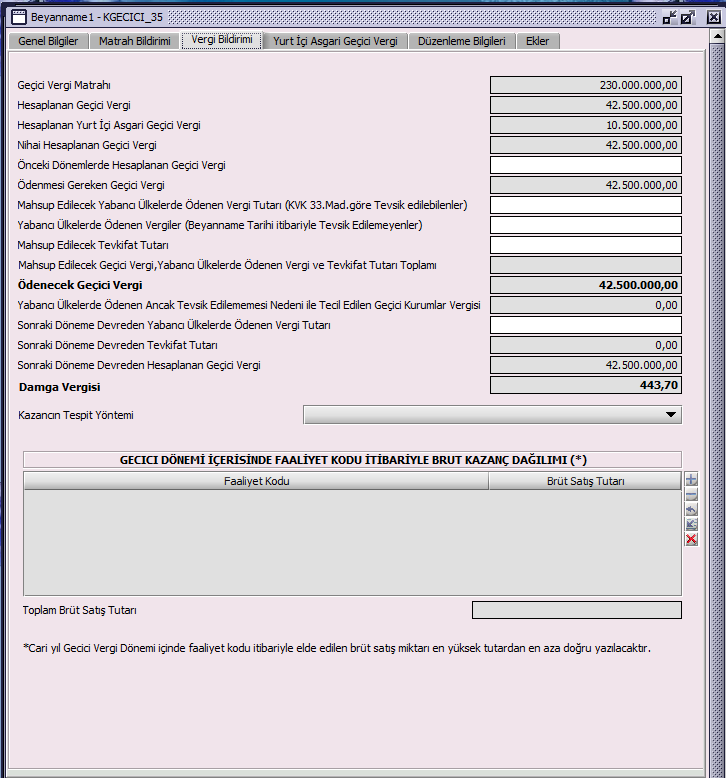 Beyanname1 - KGECICI_35
Genel Bilgiler Matrah Bildirimi Vergi Bildirimi Yurt İçi Asgari Geçici Vergi Düzenleme Bilgileri Ekler
Geçici Vergi Matrahı 230.000.000,00
Hesaplanan Geçici Vergi 42.500.000,00
Hesaplanan Yurt İçi Asgari Geçici Vergi 10.500.000,00
Nihai Hesaplanan Geçici Vergi 42.500.000,00
Önceki Dönemlerde Hesaplanan Geçici Vergi
Ödenmesi Gereken Geçici Vergi 42.500.000,00
Mahsup Edilecek Yabancı Ülkelerde Ödenen Vergi Tutarı (KVK 33.Mad.göre Tevsik edilebilenler)
Yabancı Ülkelerde Ödenen Vergiler (Beyanname Tarihi itibariyle Tevsik Edilemeyenler)
Mahsup Edilecek Tevkifat Tutarı
Mahsup Edilecek Geçici Vergi,Yabancı Ülkelerde Ödenen Vergi ve Tevkifat Tutarı Toplamı
Ödenecek Geçici Vergi 42.500.000,00
Yabancı Ülkelerde Ödenen Ancak Tevsik Edilememesi Nedeni ile Tecil Edilen Geçici Kurumlar Vergisi 0,00
Sonraki Döneme Devreden Yabancı Ülkelerde Ödenen Vergi Tutarı
Sonraki Döneme Devreden Tevkifat Tutarı 0,00
Sonraki Döneme Devreden Hesaplanan Geçici Vergi 42.500.000,00
Damga Vergisi 443,70
Kazancın Tespit Yöntemi
GECICI DÖNEMİ İÇERİSİNDE FAALİYET KODU İTİBARİYLE BRUT KAZANÇ DAĞILIMI (*)
Faaliyet Kodu Brüt Satış Tutarı
Toplam Brüt Satış Tutarı
*Cari yıl Gecici Vergi Dönemi içinde faaliyet kodu itibariyle elde edilen brüt satış miktarı en yüksek tutardan en aza doğru yazılacaktır.